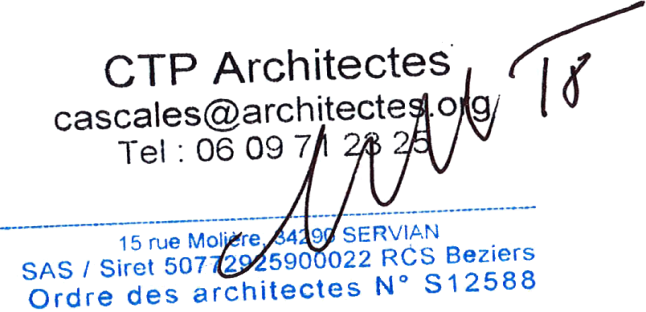 CTP Architectes
cascales@architectes.org
Tel : 06 09 71 28 25
15 rue Molière, 34290 SERVIAN
SAS / Siret 50772925900022 RCS Beziers
Ordre des architectes N° S12588